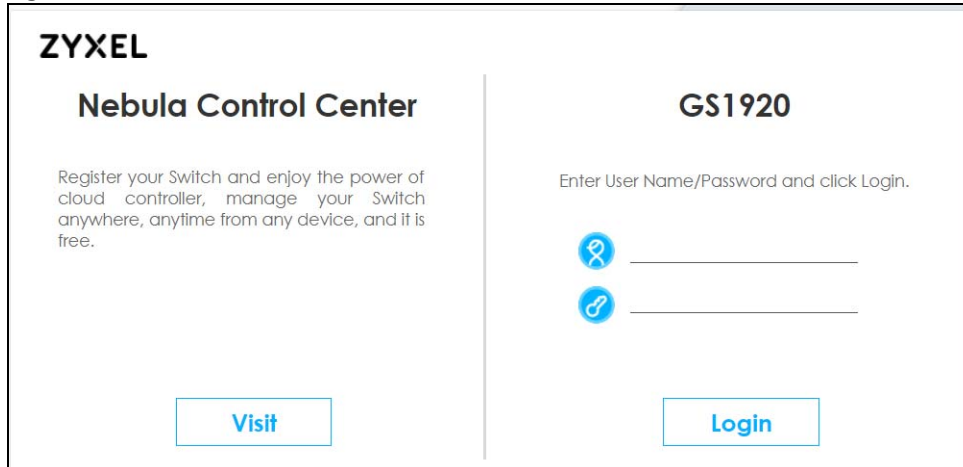 ZYXEL
Nebula Control Center
Register your Switch and enjoy the power of
cloud controller, manage your Switch
anywhere, anytime from any device, and it is
free.
Visit
GS1920
Enter User Name/Password and click Login.
Login